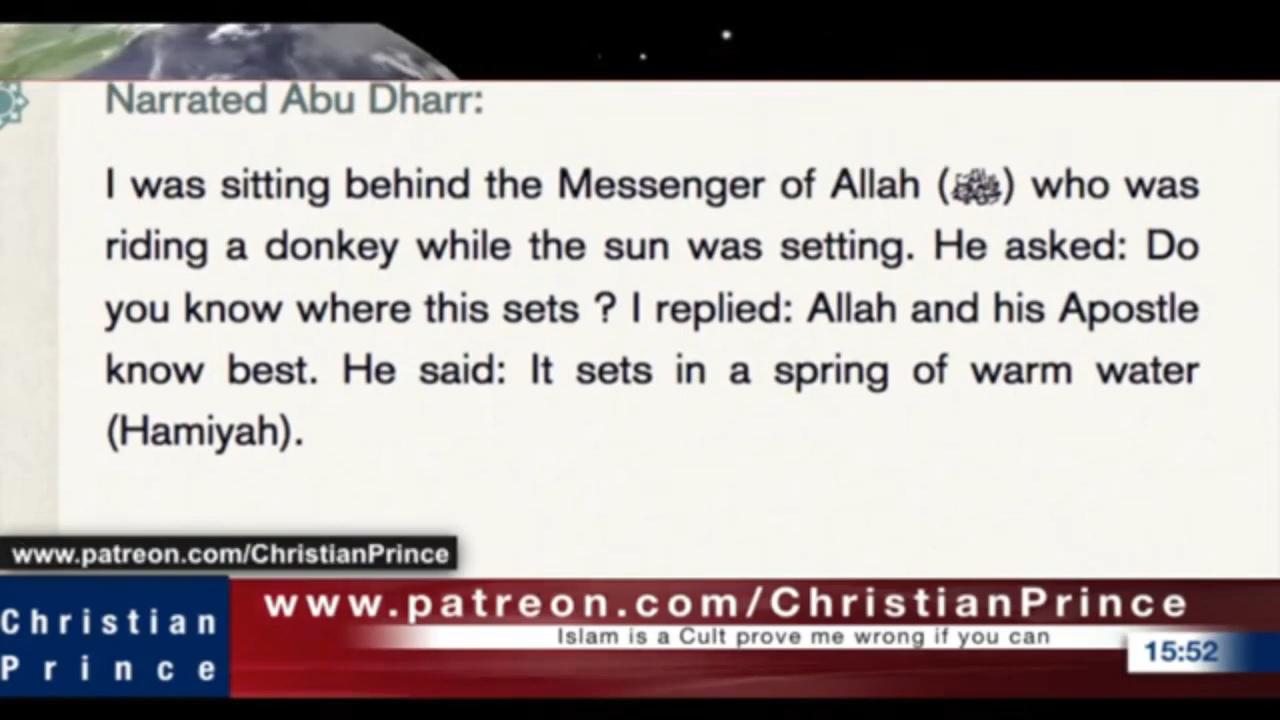 Narrated Abu Dharr:
I was sitting behind the Messenger of Allah (ﷺ) who was
riding a donkey while the sun was setting. He asked: Do
you know where this sets ? I replied: Allah and his Apostle
know best. He said: It sets in a spring of warm water
(Hamiyah).
www.patreon.com/ChristianPrince
Christian
Prince
www.patreon.com/ChristianPrince
Islam is a Cult prove me wrong if you can
15:52